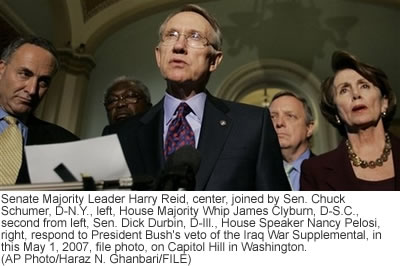 Senate Majority Leader Harry Reid, center, joined by Sen. Chuck
Schumer, D-N.Y., left, House Majority Whip James Clyburn, D-S.C.,
second from left, Sen. Dick Durbin, D-Ill., House Speaker Nancy Pelosi,
right, respond to President Bush's veto of the Iraq War Supplemental, in
this May 1, 2007, file photo, on Capitol Hill in Washington.
(AP Photo/Haraz N. Ghanbari/FILE)